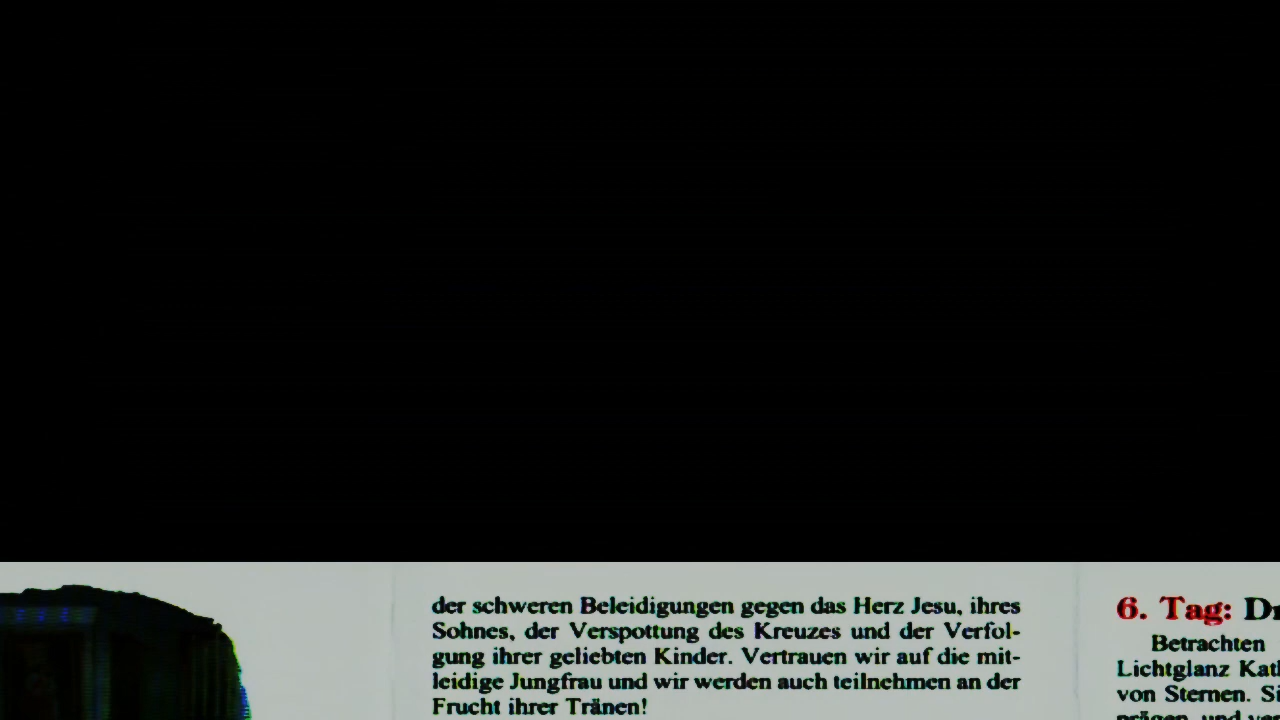 der schweren Beleidigungen gegen das Herz Jesu, ihres
Sohnes, der Verspottung des Kreuzes und der Verfol-
gung ihrer geliebten Kinder. Vertrauen wir auf die mit-
leidige Jungfrau und wir werden auch teilnehmen an der
Frucht ihrer Tränen!
6. Tag:
Betrachten
Lichtglanz
von Sternen.